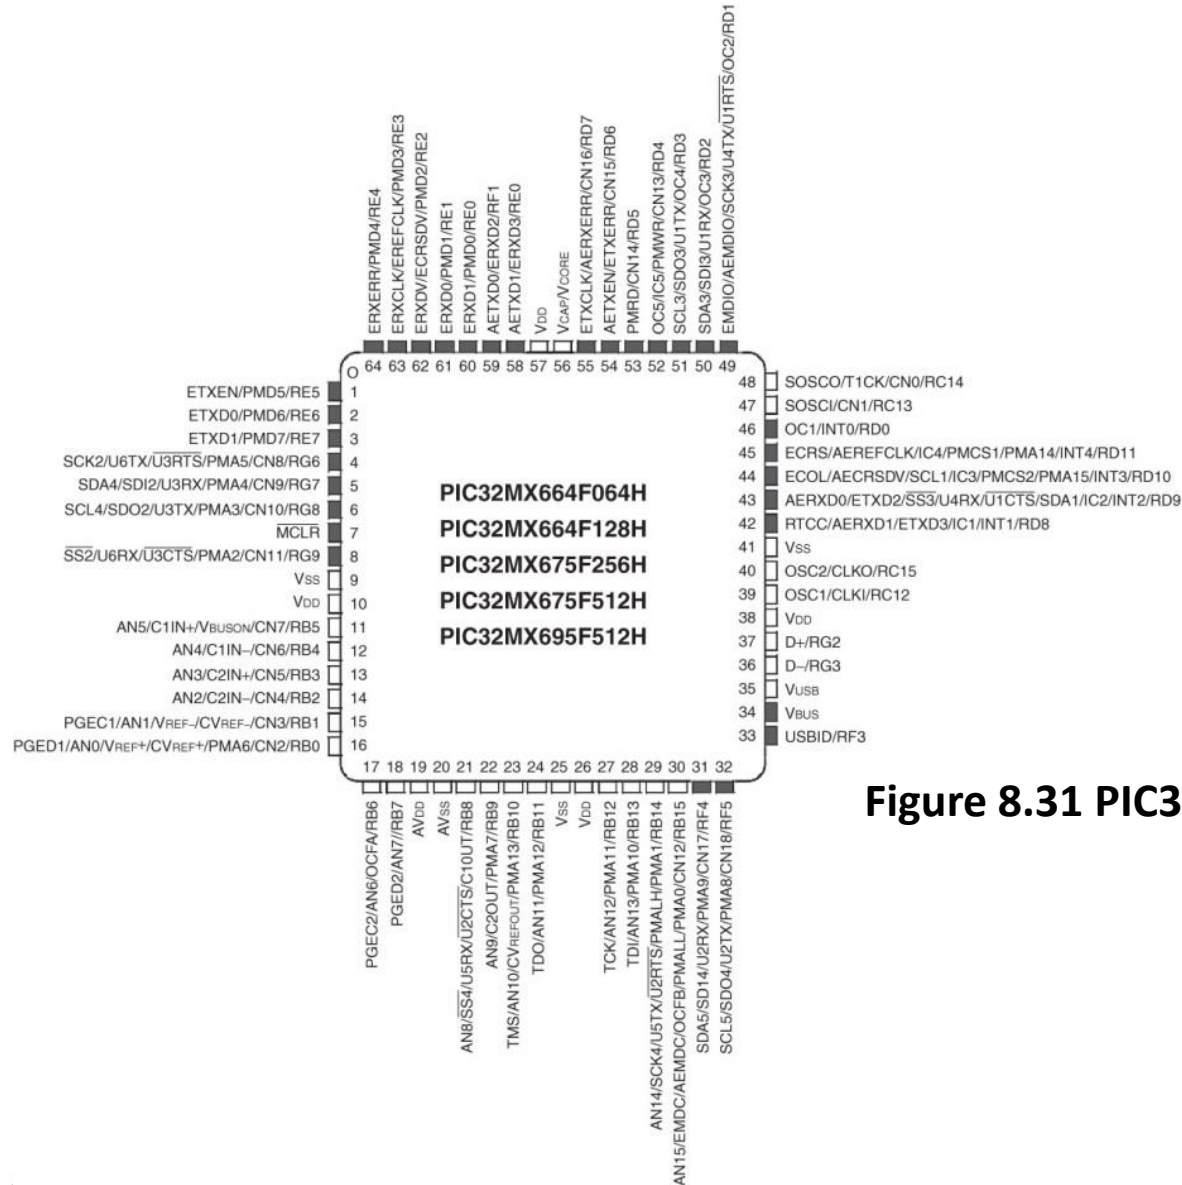 ERXERR/PMD4/RE4
ERXCLK/EREFCLK/PMD3/RE3
ERXDV/ECRSDV/PMD2/RE2
ERXD0/PMD1/RE1
ERXD1/PMD0/RE0
AETXD0/ERXD2/RF1
AETXD1/ERXD3/RE0
VDD
VCAP/VCORE
ETXCLK/AERXERR/CN16/RD7
AETXEN/ETXERR/CN15/RD6
PMRD/CN14/RD5
OC5/IC5/PMWR/CN13/RD4
SCL3/SDO3/U1TX/OC4/RD3
SDA3/SDI3/U1RX/OC3/RD2
EMDIO/AEMDIO/SCK3/U4TX/U1RTS/OC2/RD1
64 63 62 61 60 59 58 57 56 55 54 53 52 51 50 49
ETXEN/PMD5/RE5 1
ETXD0/PMD6/RE6 2
ETXD1/PMD7/RE7 3
SCK2/U6TX/U3RTS/PMA5/CN8/RG6 4
SDA4/SDI2/U3RX/PMA4/CN9/RG7 5
SCL4/SDO2/U3TX/PMA3/CN10/RG8 6
MCLR 7
SS2/U6RX/U3CTS/PMA2/CN11/RG9 8
VSS 9
VDD 10
AN5/C1IN+/VBUSON/CN7/RB5 11
AN4/C1IN–/CN6/RB4 12
AN3/C2IN+/CN5/RB3 13
AN2/C2IN–/CN4/RB2 14
PGEC1/AN1/VREF–/CVREF–/CN3/RB1 15
PGED1/AN0/VREF+/CVREF+/PMA6/CN2/RB0 16
PIC32MX664F064H
PIC32MX664F128H
PIC32MX675F256H
PIC32MX675F512H
PIC32MX695F512H
48 SOSCO/T1CK/CN0/RC14
47 SOSCI/CN1/RC13
46 OC1/INT0/RD0
45 ECRS/AEREFCLK/IC4/PMCS1/PMA14/INT4/RD11
44 ECOL/AECRSDV/SCL1/IC3/PMCS2/PMA15/INT3/RD10
43 AERXD0/ETXD2/SS3/U4RX/U1CTS/SDA1/IC2/INT2/RD9
42 RTCC/AERXD1/ETXD3/IC1/INT1/RD8
41 VSS
40 OSC2/CLKO/RC15
39 OSC1/CLKI/RC12
38 VDD
37 D+/RG2
36 D–/RG3
35 VUSB
34 VBUS
33 USBID/RF3
17 18 19 20 21 22 23 24 25 26 27 28 29 30 31 32
PGEC2/AN6/OCFA/RB6
PGED2/AN7//RB7
AVDD
AVSS
AN8/SS4/U5RX/U2CTS/C1OUT/RB8
AN9/C2OUT/PMA7/RB9
TMS/AN10/CVREFOUT/PMA13/RB10
TDO/AN11/PMA12/RB11
VSS
VDD
TCK/AN12/PMA11/RB12
TDI/AN13/PMA10/RB13
AN14/SCK4/U5TX/U2RTS/PMALH/PMA1/RB14
AN15/EMDC/AEMDC/OCFB/PMALL/PMA0/CN12/RB15
SDA5/SD14/U2RX/PMA9/CN17/RF4
SCL5/SDO4/U2TX/PMA8/CN18/RF5
Figure 8.31 PIC3